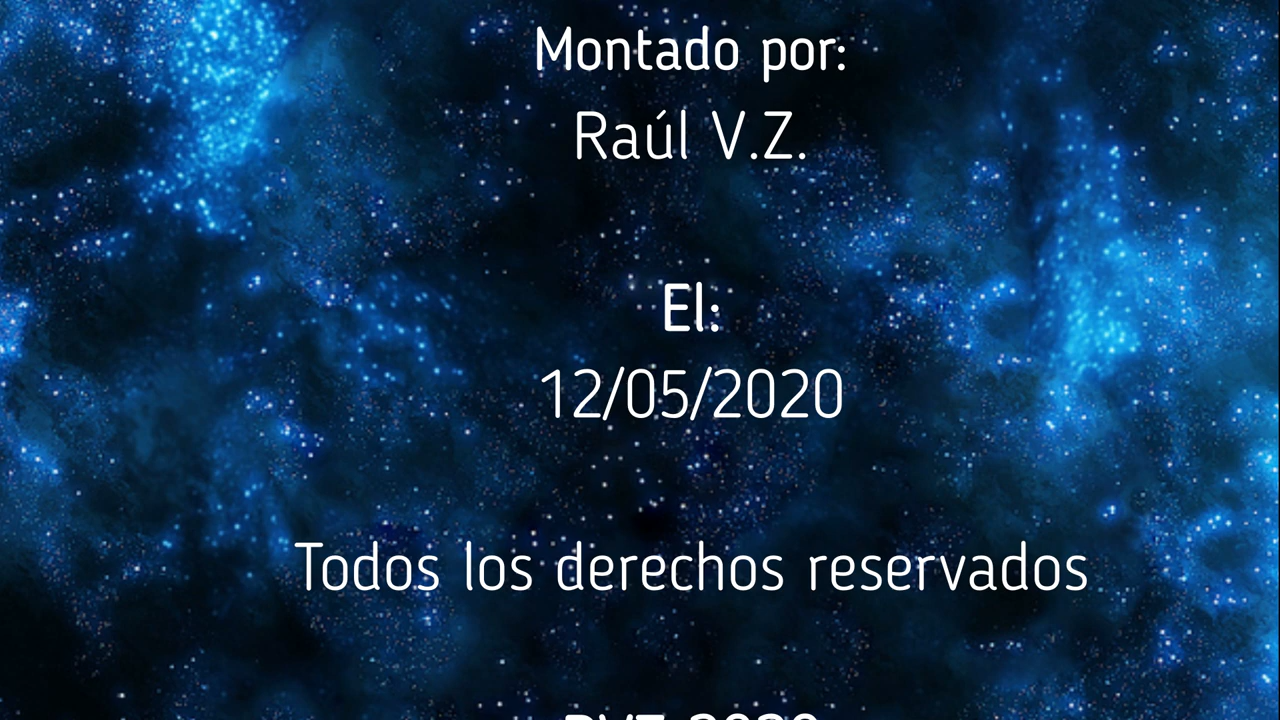 Montado por:
Raúl V.Z.
El:
12/05/2020
Todos los derechos reservados